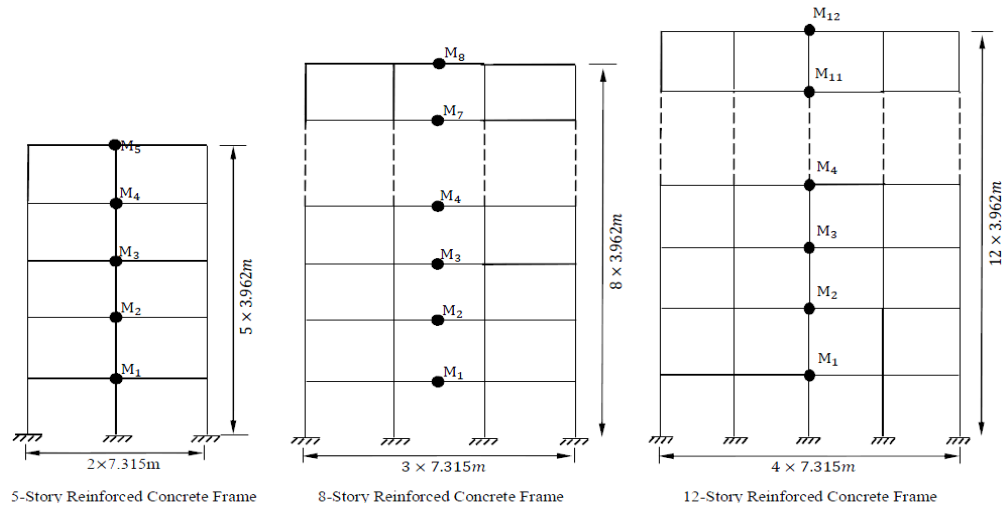 M₅
M₄
M₃
M₂
M₁
5 × 3.962m
2×7.315m
5-Story Reinforced Concrete Frame
M₈
M₇
M₄
M₃
M₂
M₁
8 × 3.962m
3 × 7.315m
8-Story Reinforced Concrete Frame
M₁₂
M₁₁
M₄
M₃
M₂
M₁
12 × 3.962m
4 × 7.315m
12-Story Reinforced Concrete Frame